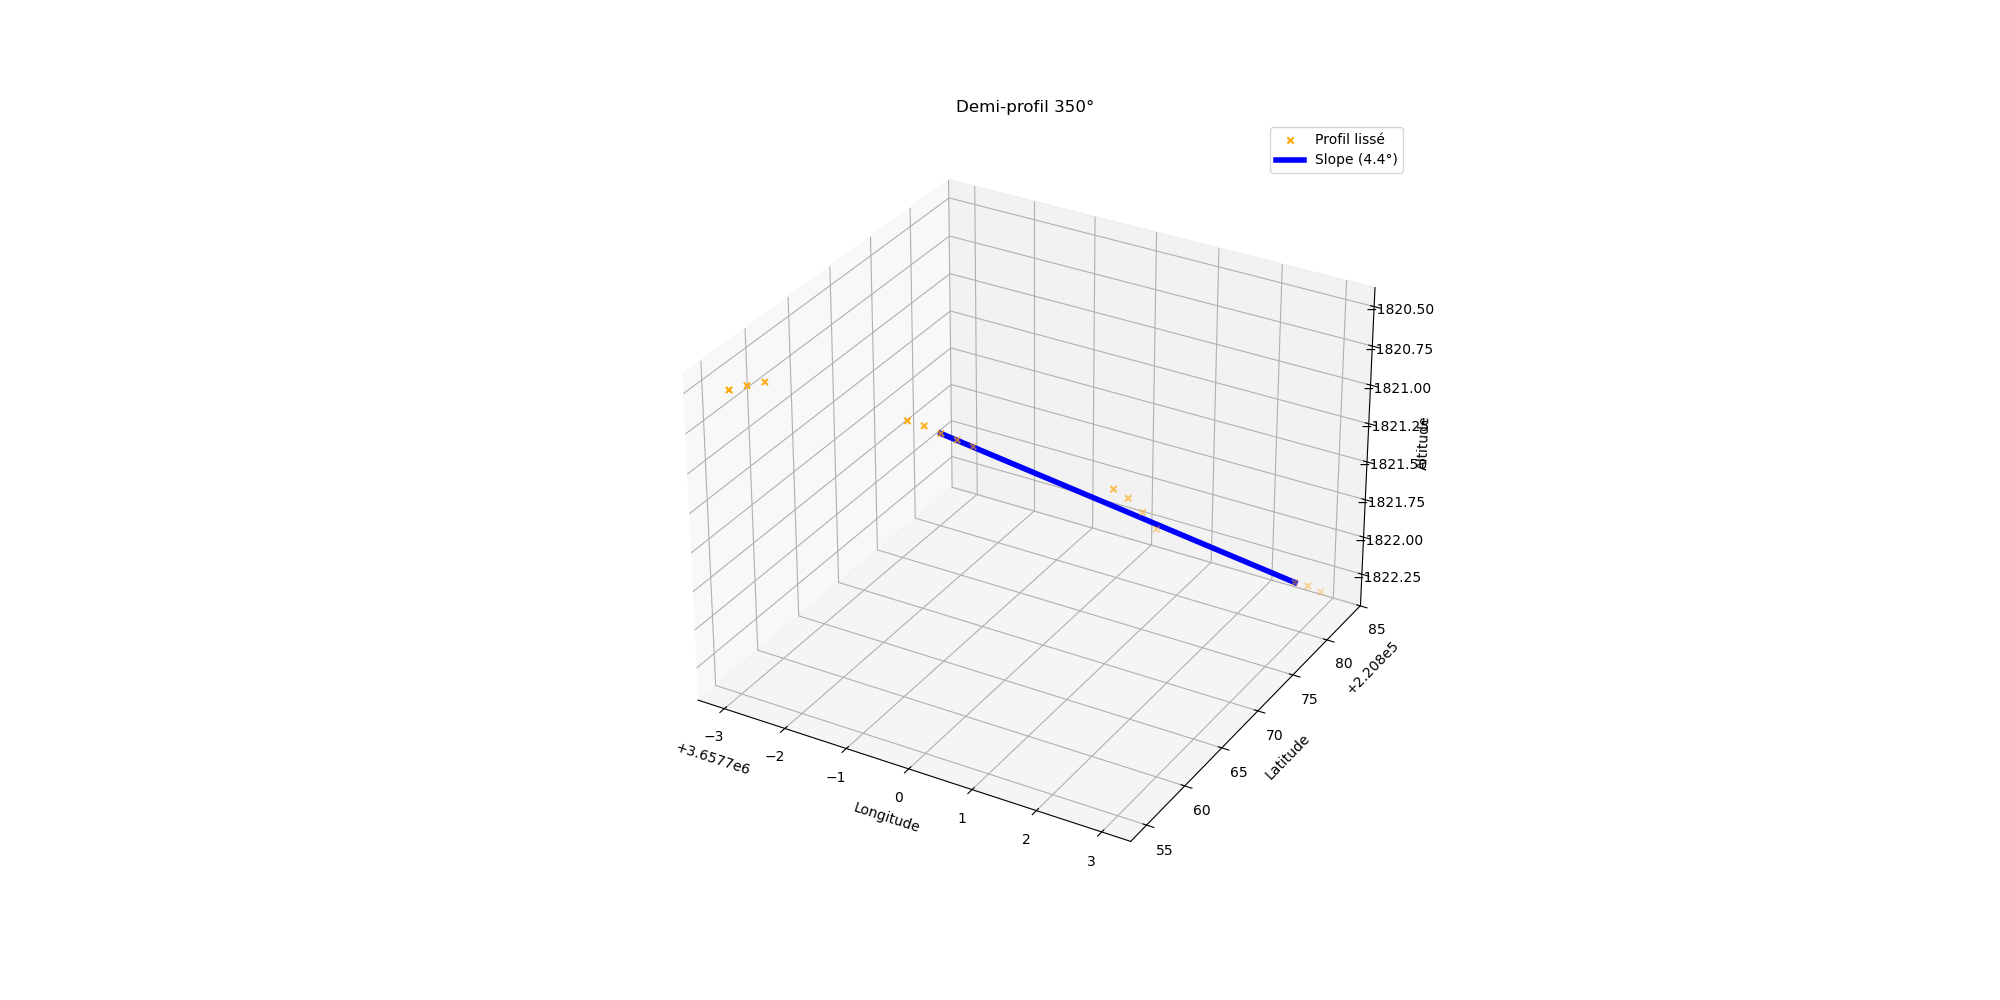 Demi-profil 350°
Profil lissé
Slope (4.4°)
−1820.50
−1820.75
−1821.00
−1821.25
−1821.50
−1821.75
−1822.00
−1822.25
Altitude
85
80
75
70
65
60
55
+2.208e5
Latitude
−3
−2
−1
0
1
2
3
+3.6577e6
Longitude